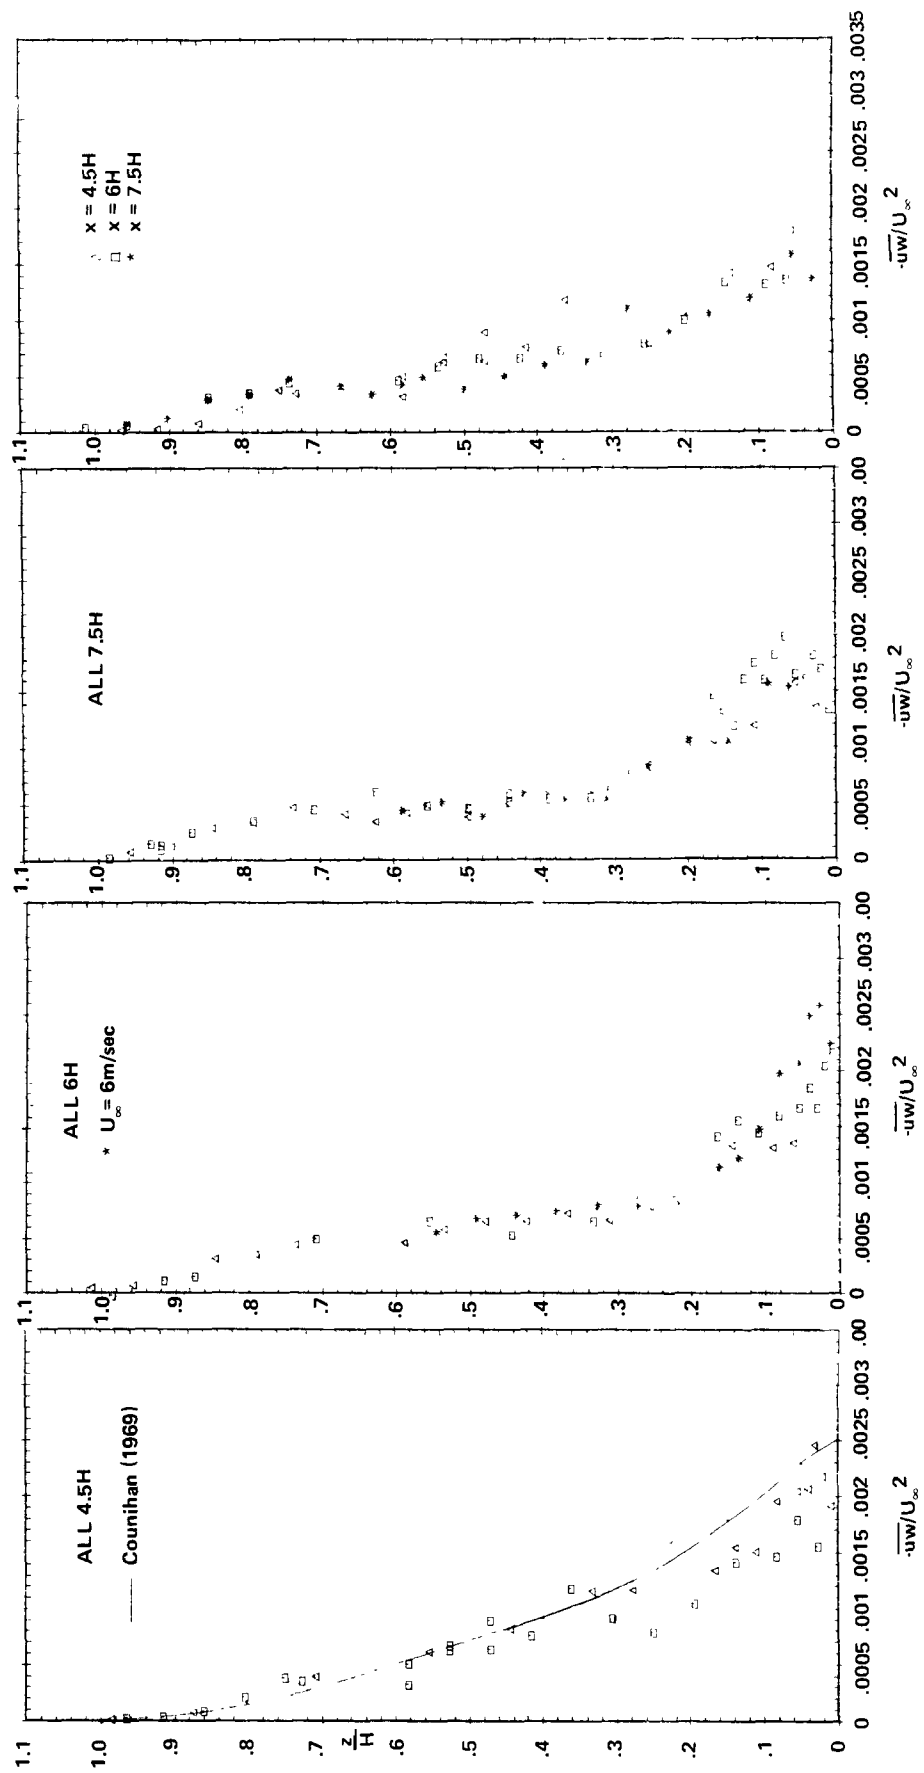 1.1
1.0
.9
.8
.7
z/H
.6
.5
.4
.3
.2
.1
0
ALL 4.5H
Counihan (1969)
0 .0005 .001 .0015 .002 .0025 .003 .00
-uw/U∞²
1.1
1.0
.9
.8
.7
.6
.5
.4
.3
.2
.1
0
ALL 6H
* U∞ = 6m/sec
0 .0005 .001 .0015 .002 .0025 .003 .00
-uw/U∞²
1.1
1.0
.9
.8
.7
.6
.5
.4
.3
.2
.1
0
ALL 7.5H
0 .0005 .001 .0015 .002 .0025 .003 .00
-uw/U∞²
1.1
1.0
.9
.8
.7
.6
.5
.4
.3
.2
.1
0
△ x = 4.5H
□ x = 6H
* x = 7.5H
0 .0005 .001 .0015 .002 .0025 .003 .0035
-uw/U∞²